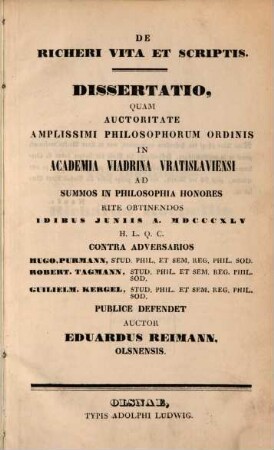 DE
RICHERI VITA ET SCRIPTIS.
DISSERTATIO,
QUAM
AUCTORITATE
AMPLISSIMI PHILOSOPHORUM ORDINIS
IN
ACADEMIA VIADRINA VRATISLAVIENSI
AD
SUMMOS IN PHILOSOPHIA HONORES
RITE OBTINENDOS
IDIBUS JUNIIS A. MDCCCXLV
H. L. Q. C.
CONTRA ADVERSARIOS
HUGO. PURMANN, STUD. PHIL. ET SEM. REG. PHIL. SOD.
ROBERT. TAGMANN, STUD. PHIL. ET SEM. REG. PHIL.
SOD.
GUILIELM. KERGEL, STUD. PHIL. ET SEM. REG. PHIL.
SOD.
PUBLICE DEFENDET
AUCTOR
EDUARDUS REIMANN,
OLSNENSIS.
OLSNAE,
TYPIS ADOLPHI LUDWIG.